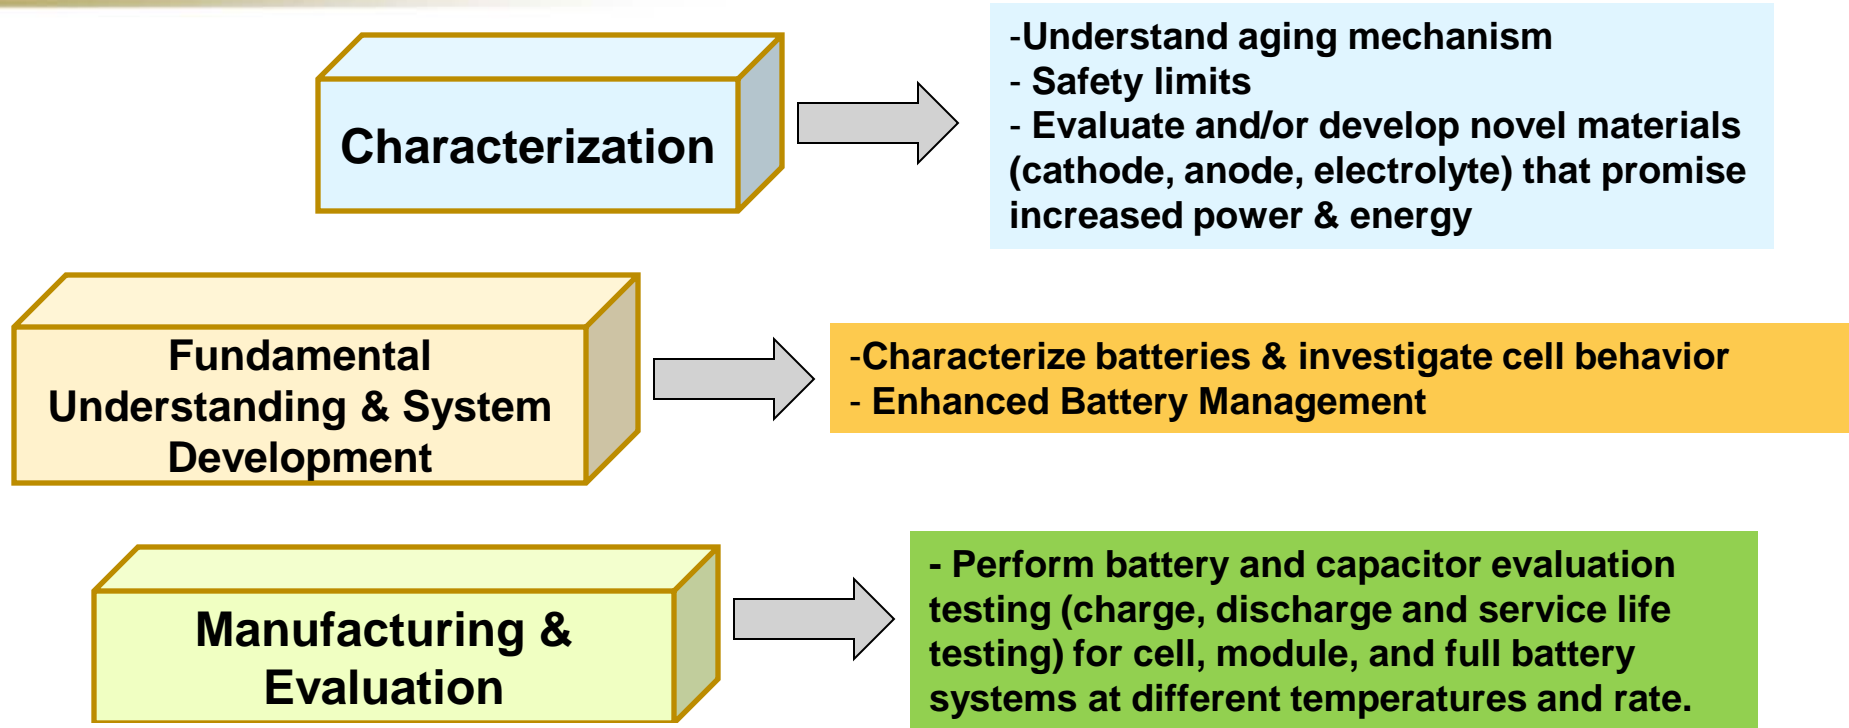 Characterization
-Understand aging mechanism
- Safety limits
- Evaluate and/or develop novel materials
(cathode, anode, electrolyte) that promise
increased power & energy
Fundamental
Understanding & System
Development
-Characterize batteries & investigate cell behavior
- Enhanced Battery Management
Manufacturing &
Evaluation
- Perform battery and capacitor evaluation
testing (charge, discharge and service life
testing) for cell, module, and full battery
systems at different temperatures and rate.